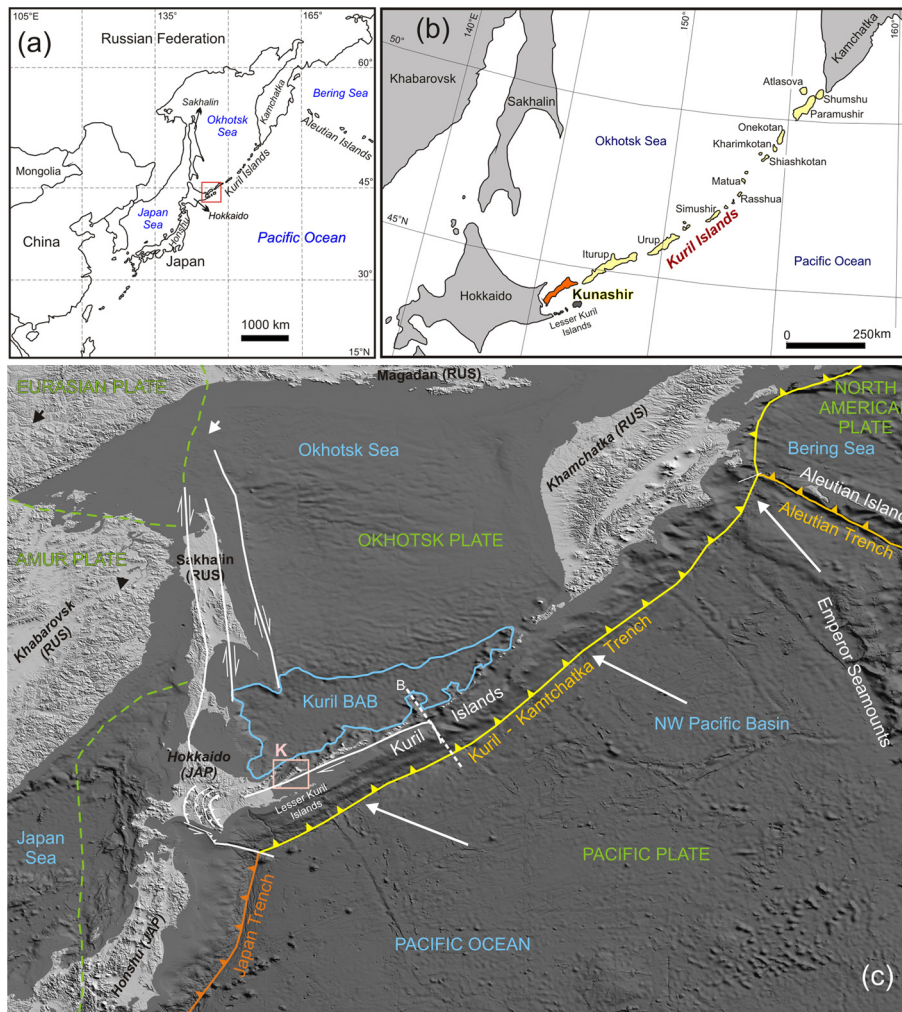 105°E
135°
165°
(a)
Russian Federation
60°
Bering Sea
Sakhalin
Okhotsk
Sea
Kamchatka
Aleutian Islands
Mongolia
Kuril Islands
45°
Japan
Sea
Honshu
Hokkaido
China
Japan
Pacific Ocean
30°
1000 km
15°N
(b)
140°E
150°
160°
50°
Kamchatka
Khabarovsk
Sakhalin
Atlasova
Shumshu
Paramushir
Okhotsk Sea
Onekotan
Kharimkotan
Shiashkotan
Matua
Rasshua
45°N
Simushir
Kuril Islands
Urup
Iturup
Pacific Ocean
Hokkaido
Kunashir
Lesser Kuril
Islands
0
250km
EURASIAN PLATE
Magadan (RUS)
NORTH
AMERICA
PLATE
Bering Sea
Okhotsk Sea
Khamchatka (RUS)
Aleutian Island
Aleutian Trench
OKHOTSK PLATE
AMUR PLATE
Sakhalin
(RUS)
Khabarovsk
(RUS)
Emperor Seamounts
Kuril BAB
B
Kuril Islands
Kuril - Kamtchatka Trench
NW Pacific Basin
K
Hokkaido
(JAP)
Lesser Kuril
Islands
Japan
Sea
PACIFIC PLATE
Japan Trench
Honshu (JAP)
PACIFIC OCEAN
(c)